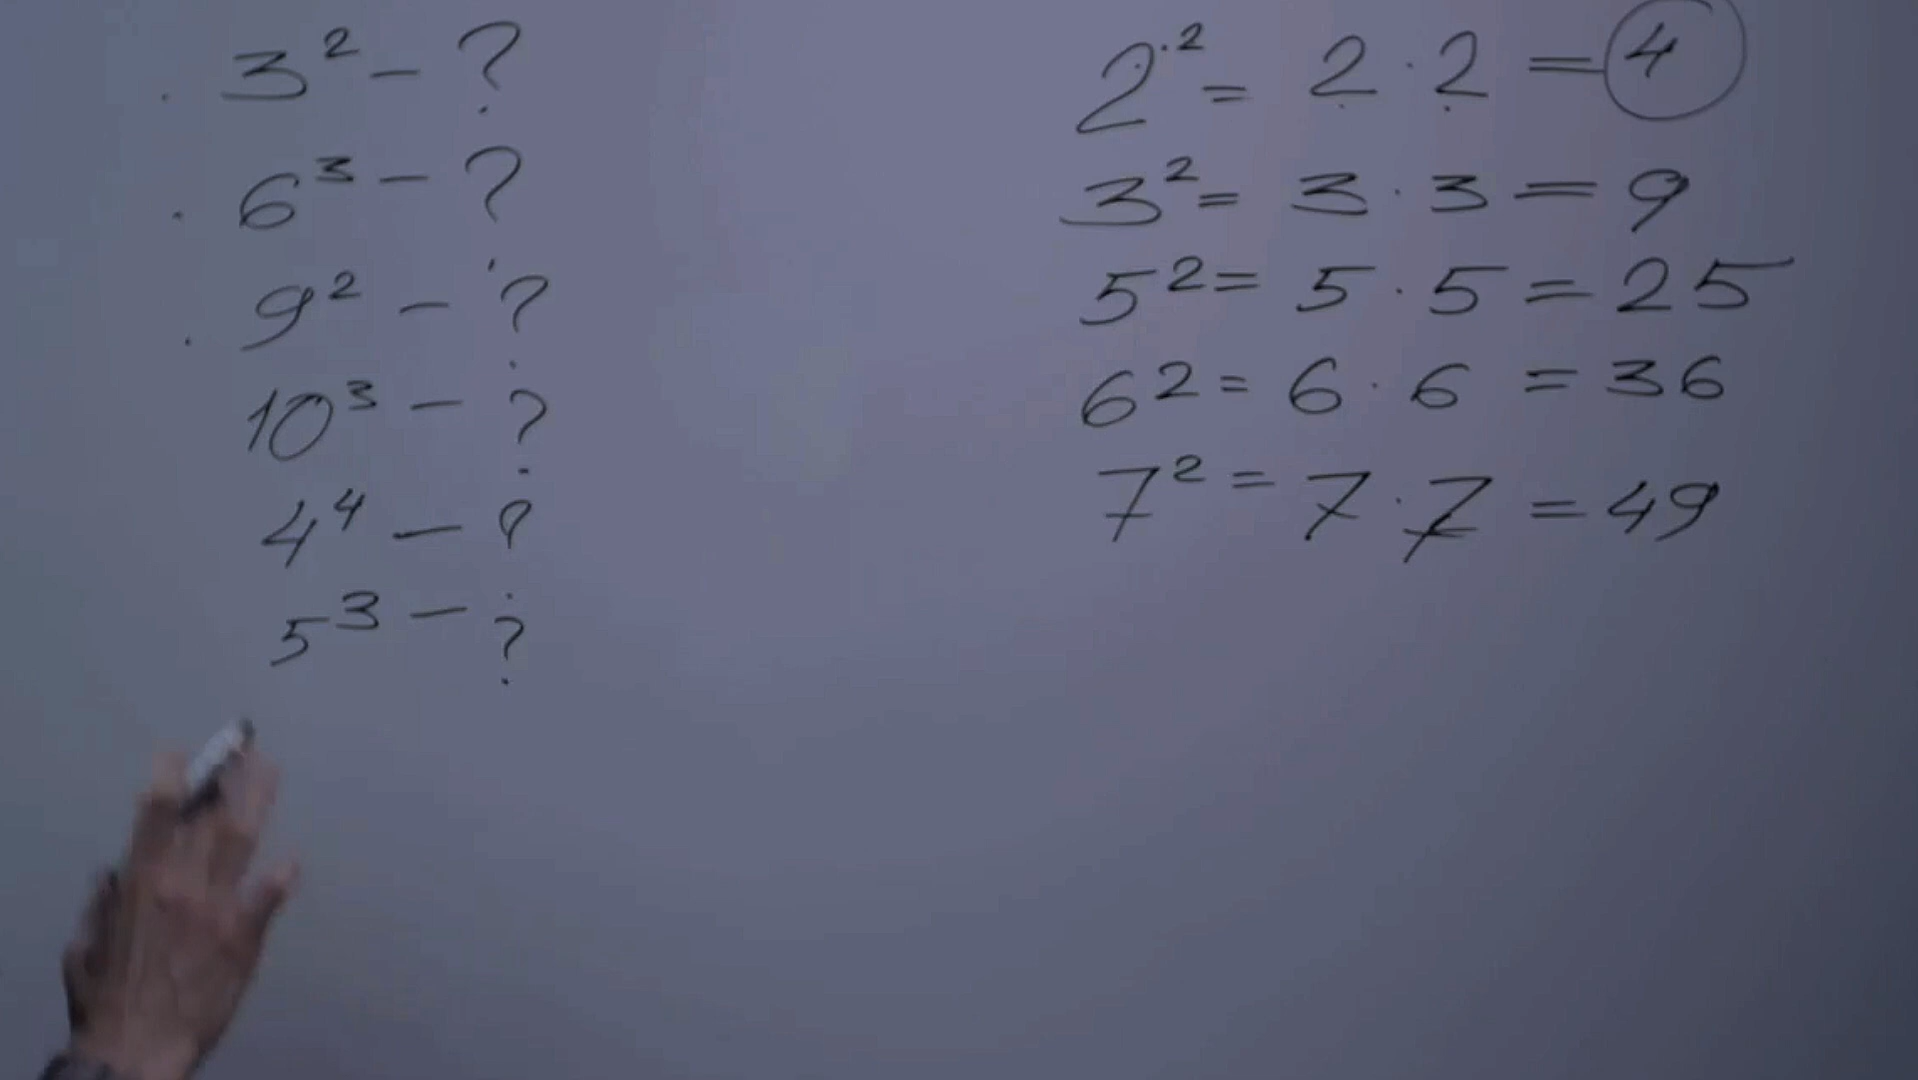 3² - ?
6³ - ?
9² - ?
10³ - ?
4⁴ - ?
5³ - ?
2² = 2 · 2 = 4
3² = 3 · 3 = 9
5² = 5 · 5 = 25
6² = 6 · 6 = 36
7² = 7 · 7 = 49